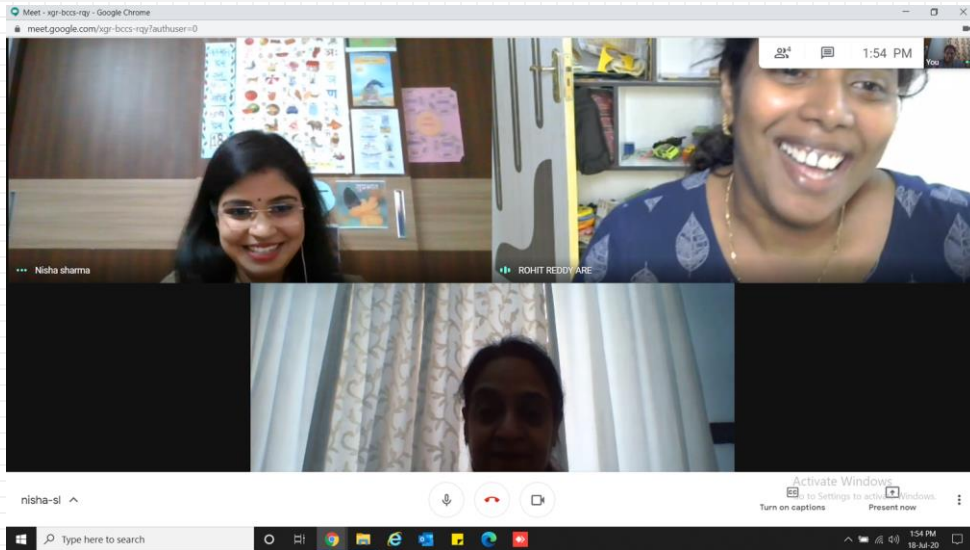 Meet - xgr-bccs-rqy - Google Chrome
meet.google.com/xgr-bccs-rqy?authuser=0
4
1:54 PM
You
Nisha sharma
ROHIT REDDY ARE
nisha-sl
Activate Windows
Go to Settings to activate Windows.
Turn on captions
Present now
Type here to search
1:54 PM
18-Jul-20